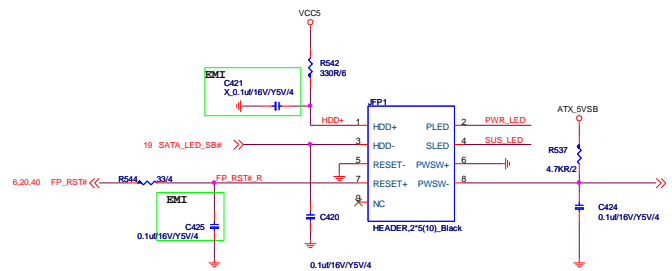 VCC5
R542
330R/6
EMI
C421
X_0.1uf/16V/Y5V/4
JFP1
ATX_5VSB
HDD+
1
HDD+
PLED
2
PWR_LED
19 SATA_LED_SB#
3
HDD-
SLED
4
SUS_LED
R537
4.7KR/2
5
RESET-
PWSW+
6
6,20,40 FP_RST#
R544
33/4
FP_RST#_R
7
RESET+
PWSW-
8
9
NC
EMI
C425
0.1uf/16V/Y5V/4
C420
0.1uf/16V/Y5V/4
HEADER,2*5(10)_Black
C424
0.1uf/16V/Y5V/4